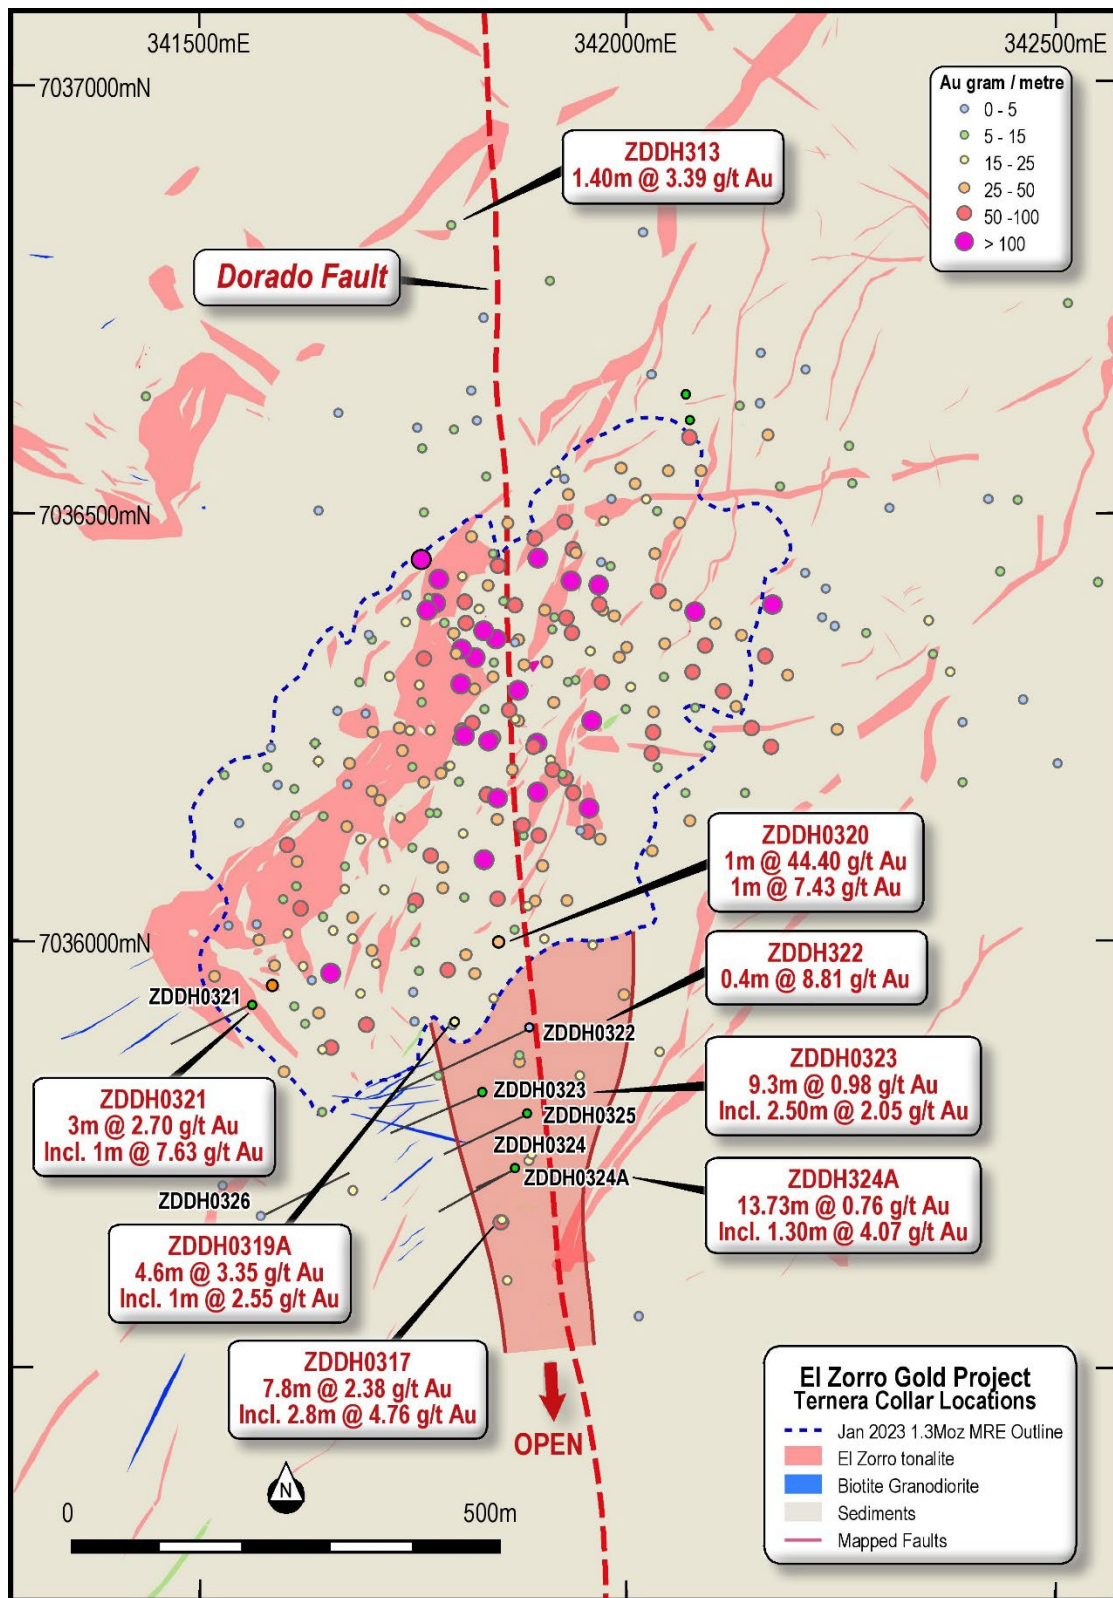 341500mE
342000mE
342500mE
7037000mN
Au gram / metre
0 - 5
5 - 15
15 - 25
25 - 50
50 -100
> 100
ZDDH313
1.40m @ 3.39 g/t Au
Dorado Fault
7036500mN
ZDDH0320
1m @ 44.40 g/t Au
1m @ 7.43 g/t Au
7036000mN
ZDDH322
0.4m @ 8.81 g/t Au
ZDDH0321
ZDDH0322
ZDDH0323
9.3m @ 0.98 g/t Au
Incl. 2.50m @ 2.05 g/t Au
ZDDH0323
ZDDH0325
ZDDH0321
3m @ 2.70 g/t Au
Incl. 1m @ 7.63 g/t Au
ZDDH0324
ZDDH0324A
ZDDH324A
13.73m @ 0.76 g/t Au
Incl. 1.30m @ 4.07 g/t Au
ZDDH0326
ZDDH0319A
4.6m @ 3.35 g/t Au
Incl. 1m @ 2.55 g/t Au
ZDDH0317
7.8m @ 2.38 g/t Au
Incl. 2.8m @ 4.76 g/t Au
OPEN
N
0
500m
El Zorro Gold Project
Ternera Collar Locations
Jan 2023 1.3Moz MRE Outline
El Zorro tonalite
Biotite Granodiorite
Sediments
Mapped Faults